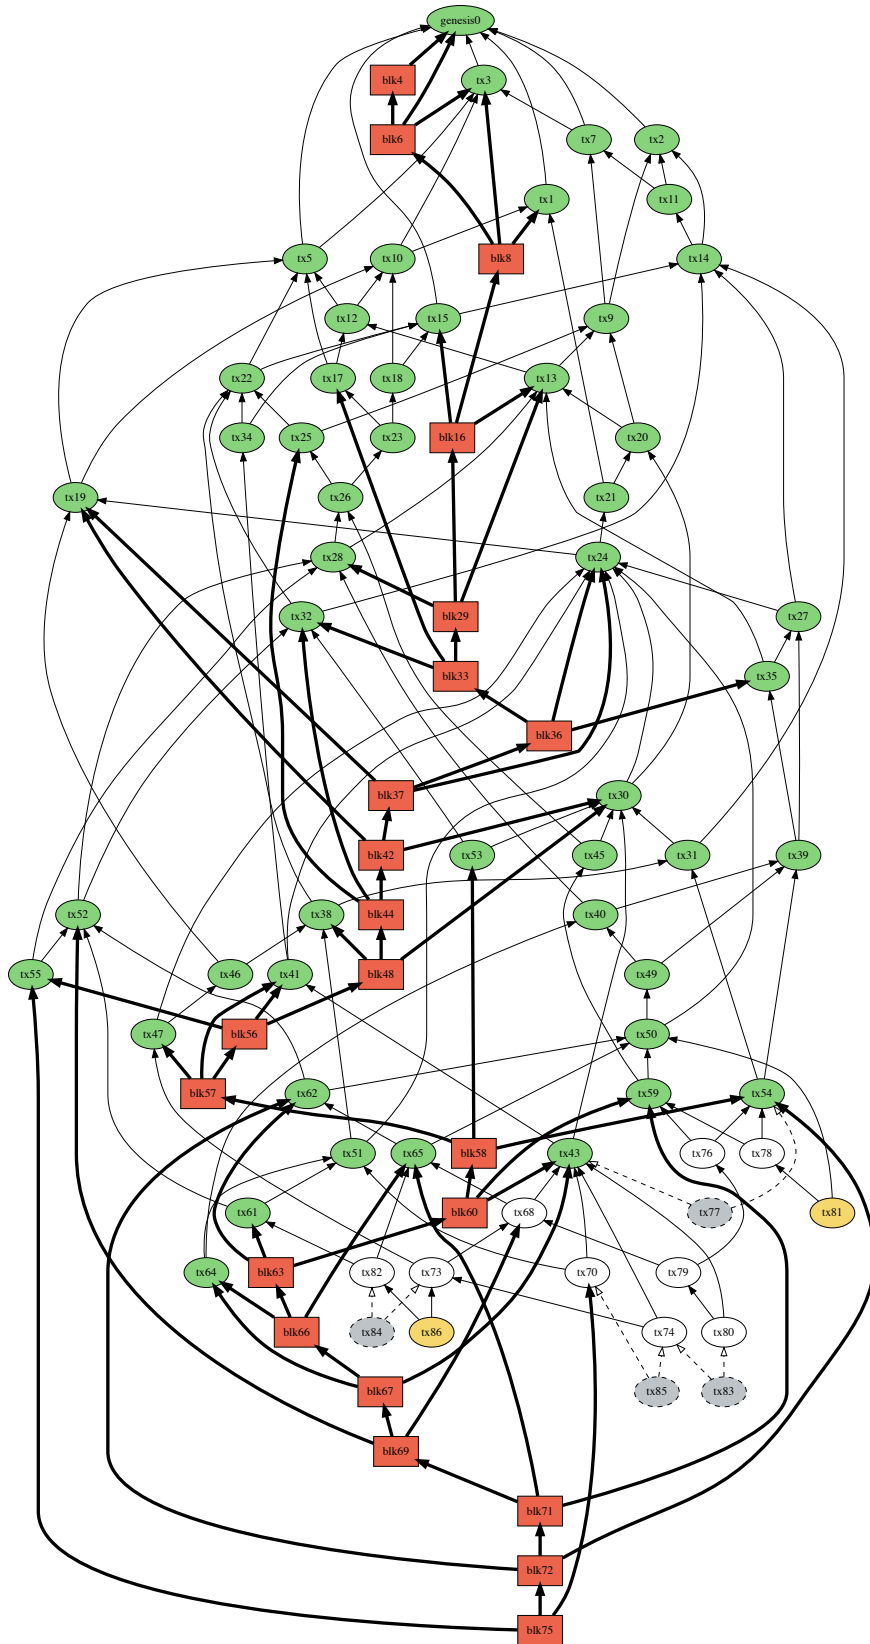 genesis0
blk4
tx3
blk6
tx7
tx2
tx1
tx11
tx5
tx10
blk8
tx14
tx12
tx15
tx9
tx22
tx17
tx18
tx13
tx34
tx25
tx23
blk16
tx20
tx19
tx26
tx21
tx28
tx24
tx32
blk29
tx27
blk33
tx35
blk36
blk37
tx30
blk42
tx53
tx45
tx31
tx39
tx52
tx38
blk44
tx40
tx55
tx46
tx41
blk48
tx49
tx47
blk56
tx50
blk57
tx62
tx59
tx54
tx51
tx65
blk58
tx43
tx76
tx78
tx61
blk60
tx68
tx77
tx81
tx64
blk63
tx82
tx73
tx70
tx79
blk66
tx84
tx86
tx74
tx80
blk67
tx85
tx83
blk69
blk71
blk72
blk75